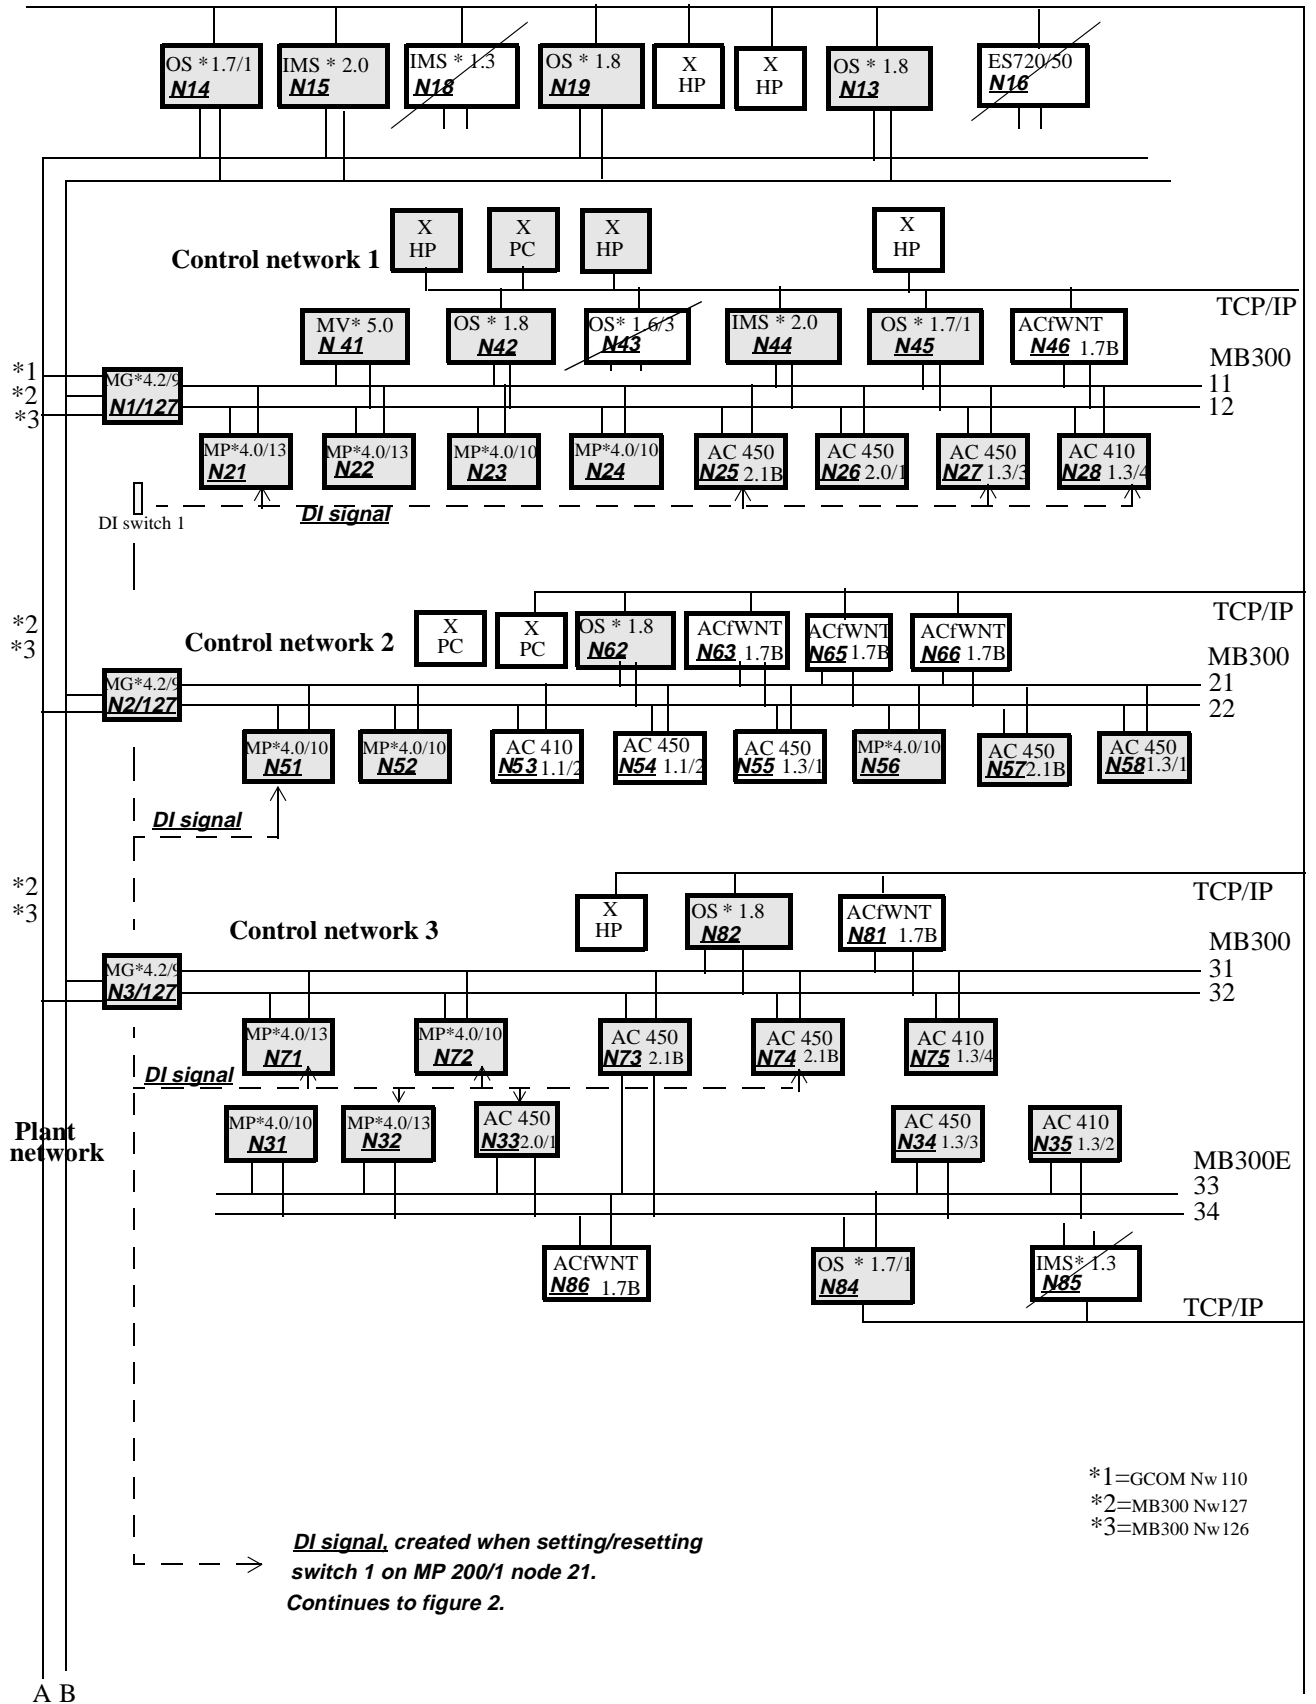 OS *1.7/1
N14
IMS * 2.0
N15
IMS * 1.3
N18
OS * 1.8
N19
X
HP
X
HP
OS * 1.8
N13
ES720/50
N16
Control network 1
X
HP
X
PC
X
HP
X
HP
TCP/IP
MV* 5.0
N 41
OS * 1.8
N42
OS* 1.6/3
N43
IMS * 2.0
N44
OS * 1.7/1
N45
ACfWNT
N46 1.7B
MB300
11
12
*1
*2
*3
MG*4.2/9
N1/127
MP*4.0/13
N21
MP*4.0/13
N22
MP*4.0/10
N23
MP*4.0/10
N24
AC 450
N25 2.1B
AC 450
N26 2.0/1
AC 450
N27 1.3/3
AC 410
N28 1.3/4
DI switch 1
DI signal
*2
*3
Control network 2
X
PC
X
PC
OS * 1.8
N62
ACfWNT
N63 1.7B
ACfWNT
N65 1.7B
ACfWNT
N66 1.7B
TCP/IP
MB300
21
22
MG*4.2/9
N2/127
MP*4.0/10
N51
MP*4.0/10
N52
AC 410
N53 1.1/2
AC 450
N54 1.1/2
AC 450
N55 1.3/1
MP*4.0/10
N56
AC 450
N57 2.1B
AC 450
N58 1.3/1
DI signal
*2
*3
Control network 3
X
HP
OS * 1.8
N82
ACfWNT
N81 1.7B
TCP/IP
MB300
31
32
MG*4.2/9
N3/127
MP*4.0/13
N71
MP*4.0/10
N72
AC 450
N73 2.1B
AC 450
N74 2.1B
AC 410
N75 1.3/4
DI signal
Plant
network
MP*4.0/10
N31
MP*4.0/13
N32
AC 450
N33 2.0/1
AC 450
N34 1.3/3
AC 410
N35 1.3/2
MB300E
33
34
ACfWNT
N86 1.7B
OS * 1.7/1
N84
IMS* 1.3
N85
TCP/IP
*1=GCOM Nw 110
*2=MB300 Nw127
*3=MB300 Nw126
DI signal, created when setting/resetting
switch 1 on MP 200/1 node 21.
Continues to figure 2.
A B